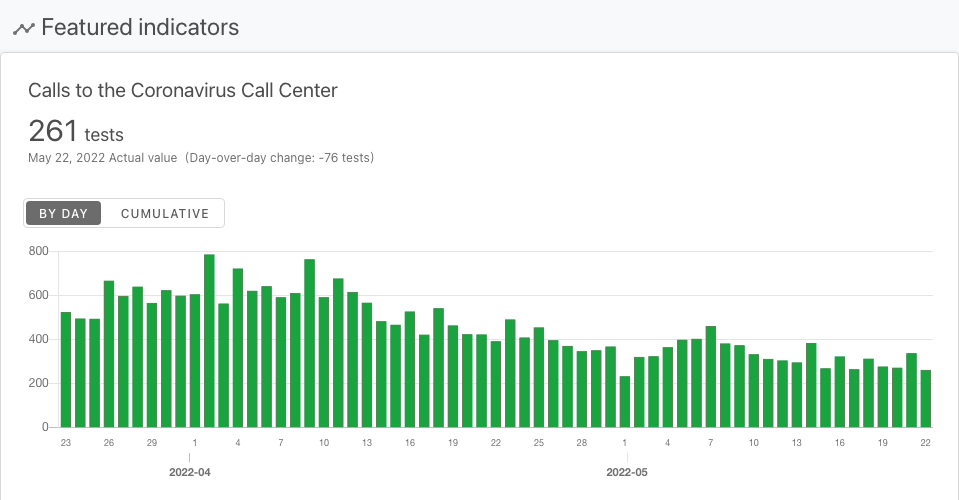 Featured indicators
Calls to the Coronavirus Call Center
261 tests
May 22, 2022 Actual value (Day-over-day change: -76 tests)
BY DAY CUMULATIVE
800
600
400
200
0
23 26 29 1 4 7 10 13 16 19 22 25 28 1 4 7 10 13 16 19 22
2022-04 2022-05